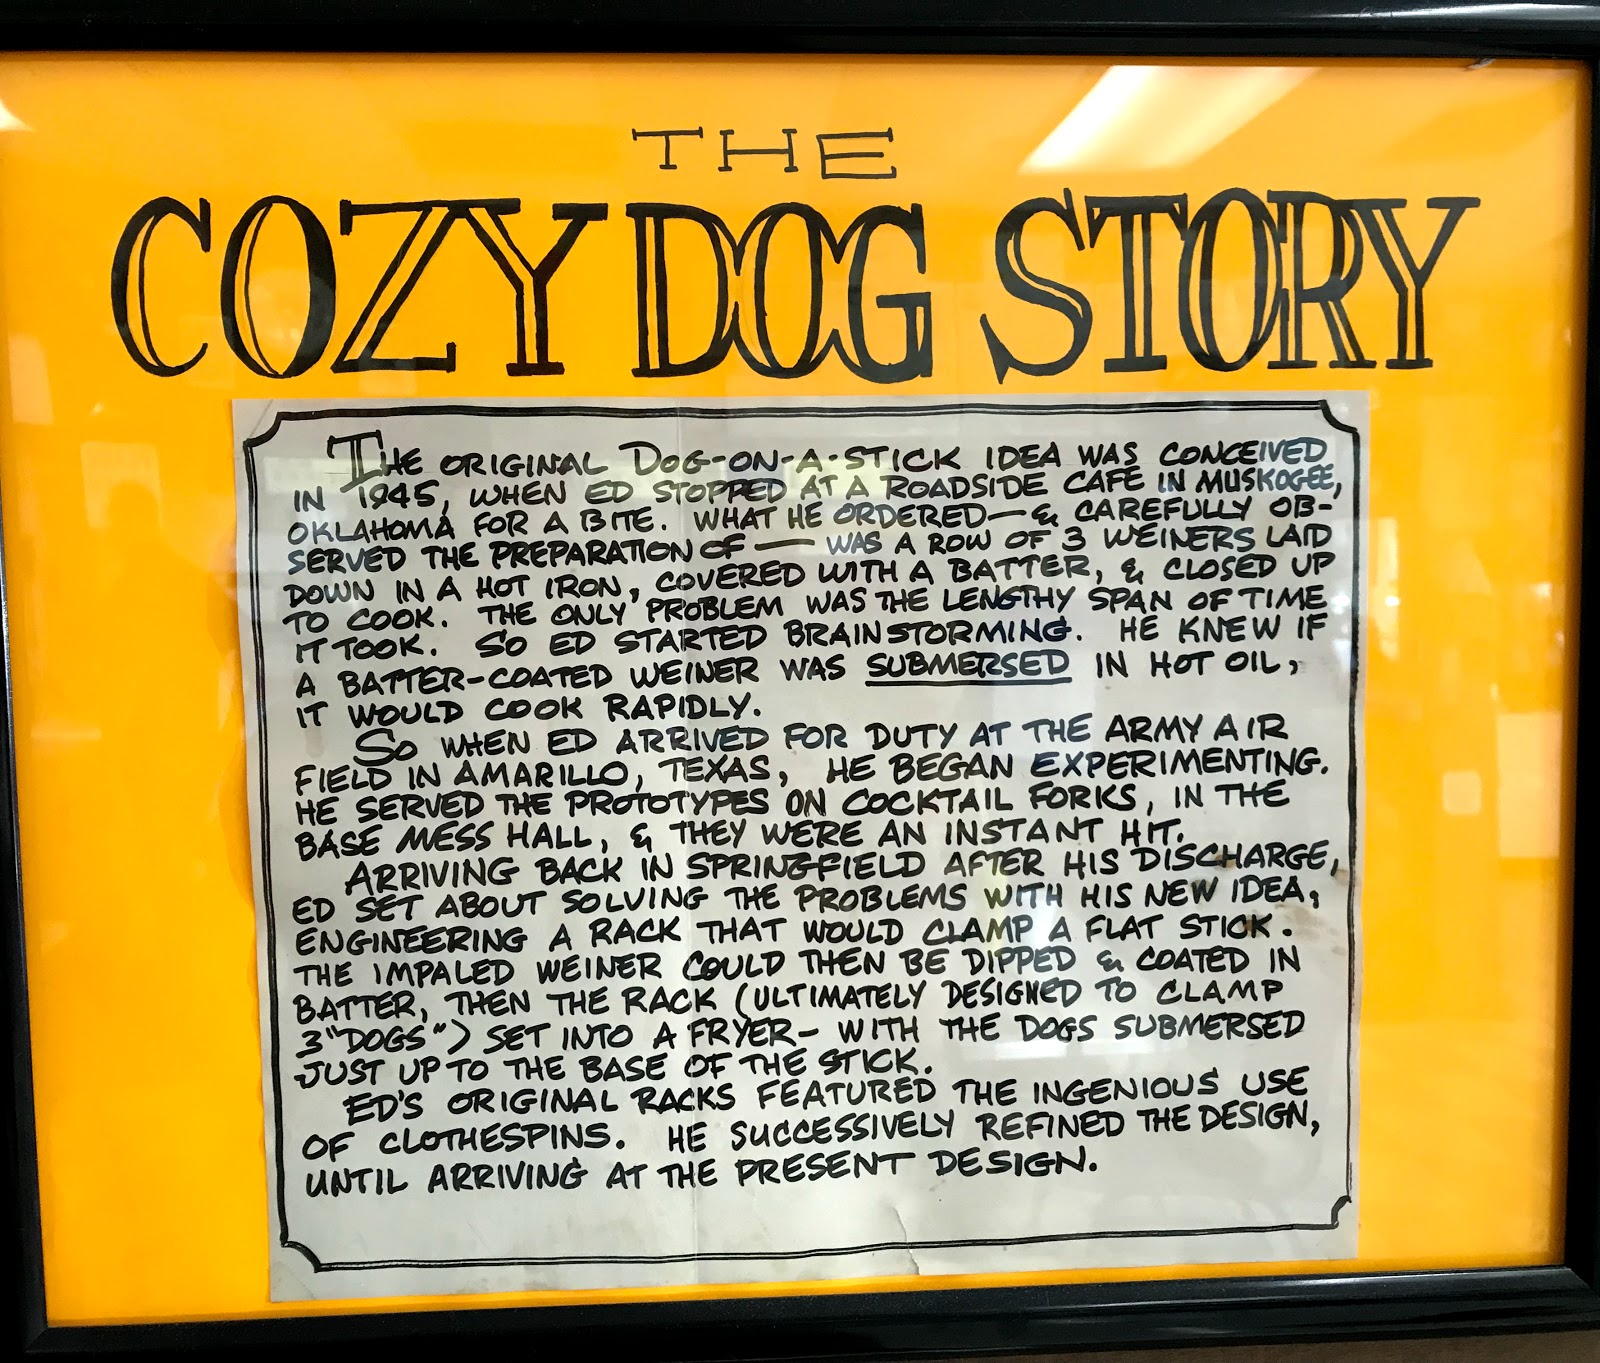 THE
COZY DOG STORY
THE ORIGINAL DOG-ON-A-STICK IDEA WAS CONCEIVED
IN 1945, WHEN ED STOPPED AT A ROADSIDE CAFE IN MUSKOGEE,
OKLAHOMA FOR A BITE. WHAT HE ORDERED— & CAREFULLY OB-
SERVED THE PREPARATION OF — WAS A ROW OF 3 WEINERS LAID
DOWN IN A HOT IRON, COVERED WITH A BATTER, & CLOSED UP
TO COOK. THE ONLY PROBLEM WAS THE LENGTHY SPAN OF TIME
IT TOOK. SO ED STARTED BRAINSTORMING. HE KNEW IF
A BATTER-COATED WEINER WAS SUBMERSED IN HOT OIL,
IT WOULD COOK RAPIDLY.
SO WHEN ED ARRIVED FOR DUTY AT THE ARMY AIR
FIELD IN AMARILLO, TEXAS, HE BEGAN EXPERIMENTING.
HE SERVED THE PROTOTYPES ON COCKTAIL FORKS, IN THE
BASE MESS HALL, & THEY WERE AN INSTANT HIT.
ARRIVING BACK IN SPRINGFIELD AFTER HIS DISCHARGE,
ED SET ABOUT SOLVING THE PROBLEMS WITH HIS NEW IDEA,
ENGINEERING A RACK THAT WOULD CLAMP A FLAT STICK.
THE IMPALED WEINER COULD THEN BE DIPPED & COATED IN
BATTER, THEN THE RACK (ULTIMATELY DESIGNED TO CLAMP
3 "DOGS") SET INTO A FRYER- WITH THE DOGS SUBMERSED
JUST UP TO THE BASE OF THE STICK.
ED'S ORIGINAL RACKS FEATURED THE INGENIOUS USE
OF CLOTHESPINS. HE SUCCESSIVELY REFINED THE DESIGN,
UNTIL ARRIVING AT THE PRESENT DESIGN.